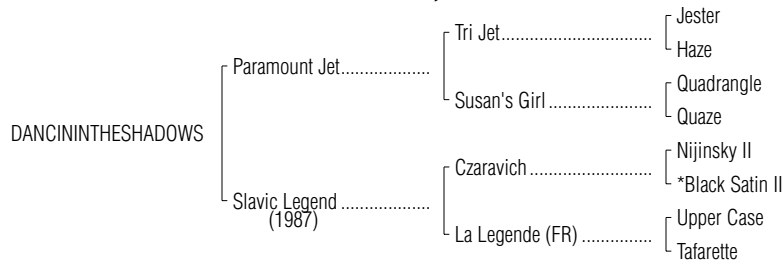 Jester
Tri Jet
Haze
Paramount Jet
Quadrangle
Susan's Girl
Quaze
DANCININTHESHADOWS
Nijinsky II
Czaravich
*Black Satin II
Slavic Legend
(1987)
Upper Case
La Legende (FR)
Tafarette